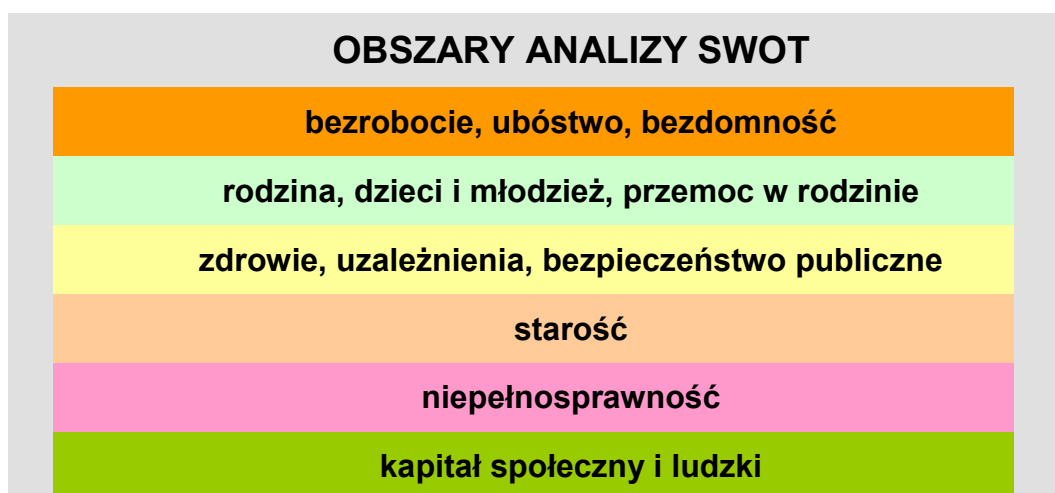 OBSZARY ANALIZY SWOT
bezrobocie, ubóstwo, bezdomność
rodzina, dzieci i młodzież, przemoc w rodzinie
zdrowie, uzależnienia, bezpieczeństwo publiczne
starość
niepełnosprawność
kapitał społeczny i ludzki